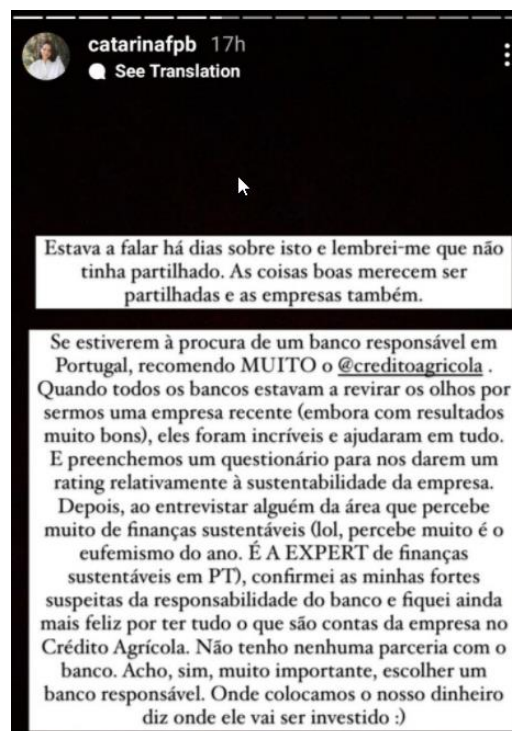 catarinafpb 17h
See Translation
Estava a falar há dias sobre isto e lembrei-me que não
tinha partilhado. As coisas boas merecem ser
partilhadas e as empresas também.
Se estiverem à procura de um banco responsável em
Portugal, recomendo MUITO o @creditoagricola .
Quando todos os bancos estavam a revirar os olhos por
sermos uma empresa recente (embora com resultados
muito bons), eles foram incríveis e ajudaram em tudo.
E preenchemos um questionário para nos darem um
rating relativamente à sustentabilidade da empresa.
Depois, ao entrevistar alguém da área que percebe
muito de finanças sustentáveis (lol, percebe muito é o
eufemismo do ano. É A EXPERT de finanças
sustentáveis em PT), confirmei as minhas fortes
suspeitas da responsabilidade do banco e fiquei ainda
mais feliz por ter tudo o que são contas da empresa no
Crédito Agrícola. Não tenho nenhuma parceria com o
banco. Acho, sim, muito importante, escolher um
banco responsável. Onde colocamos o nosso dinheiro
diz onde ele vai ser investido :)